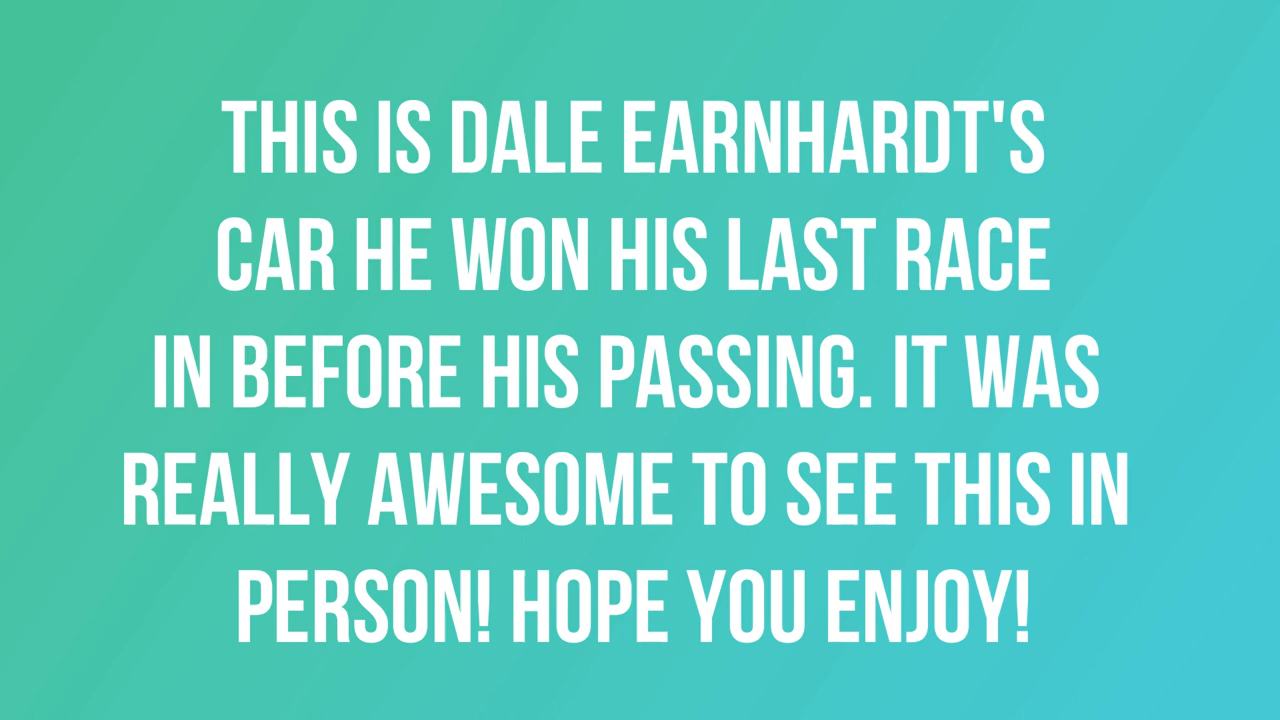 THIS IS DALE EARNHARDT'S
CAR HE WON HIS LAST RACE
IN BEFORE HIS PASSING. IT WAS
REALLY AWESOME TO SEE THIS IN
PERSON! HOPE YOU ENJOY!